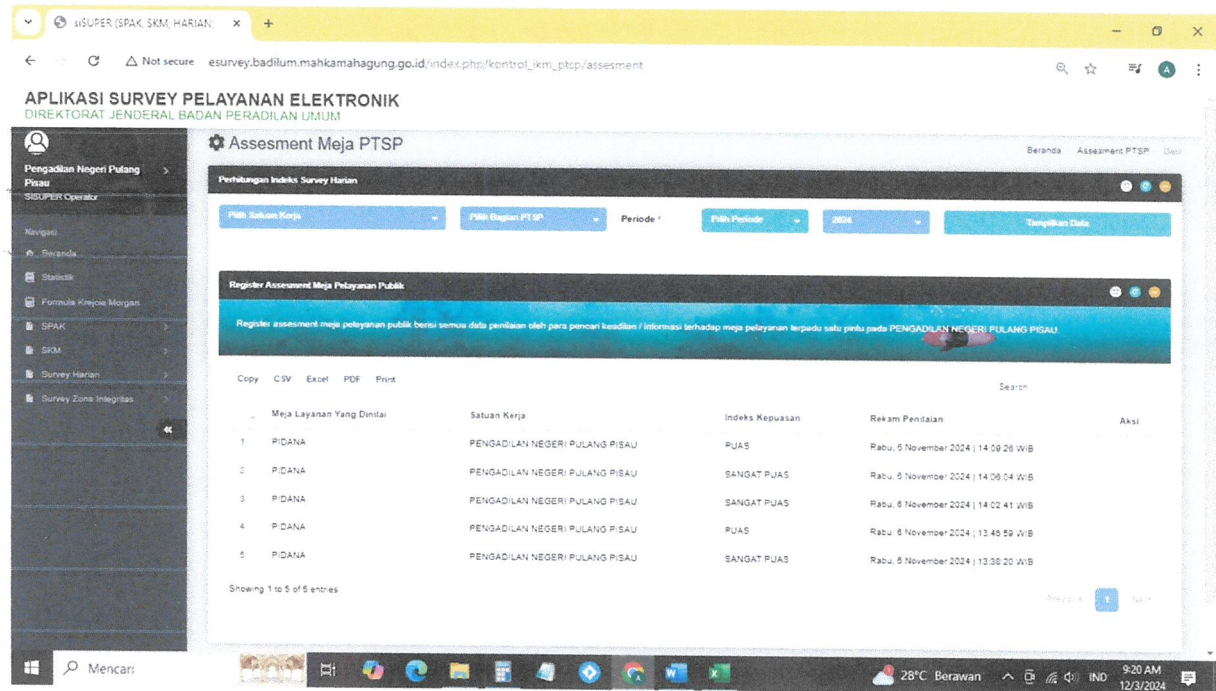 siSUPER (SPAK, SKM, HARIAN,
Not secure esurvey.badilum.mahkamahagung.go.id/index.php/kontrol_ikm_ptsp/assesment
A
APLIKASI SURVEY PELAYANAN ELEKTRONIK
DIREKTORAT JENDERAL BADAN PERADILAN UMUM
Pengadilan Negeri Pulang
Pisau
SISUPER Operator
Navigasi
Beranda
Statistik
Formula Krejcie Morgan
SPAK
SKM
Survey Harian
Survey Zona Integritas
Assesment Meja PTSP
Beranda Assesment PTSP
Perhitungan Indeks Survey Harian
Pilih Satuan Kerja Pilih Bagian PTSP Periode * Pilih Periode 2024 Tampilkan Data
Register Assesment Meja Pelayanan Publik
Register assesment meja pelayanan publik berisi semua data penilaian oleh para pencari keadilan / informasi terhadap meja pelayanan terpadu satu pintu pada PENGADILAN NEGERI PULANG PISAU
Copy CSV Excel PDF Print Search
Meja Layanan Yang Dinilai Satuan Kerja Indeks Kepuasan Rekam Penilaian Aksi
1 PIDANA PENGADILAN NEGERI PULANG PISAU PUAS Rabu, 6 November 2024 | 14:09:26 WIB
2 PIDANA PENGADILAN NEGERI PULANG PISAU SANGAT PUAS Rabu, 6 November 2024 | 14:06:04 WIB
3 PIDANA PENGADILAN NEGERI PULANG PISAU SANGAT PUAS Rabu, 6 November 2024 | 14:02:41 WIB
4 PIDANA PENGADILAN NEGERI PULANG PISAU PUAS Rabu, 6 November 2024 | 13:46:59 WIB
5 PIDANA PENGADILAN NEGERI PULANG PISAU SANGAT PUAS Rabu, 6 November 2024 | 13:38:20 WIB
Showing 1 to 5 of 5 entries
Previous 1 Next
Mencari
28°C Berawan IND 9:20 AM
12/3/2024